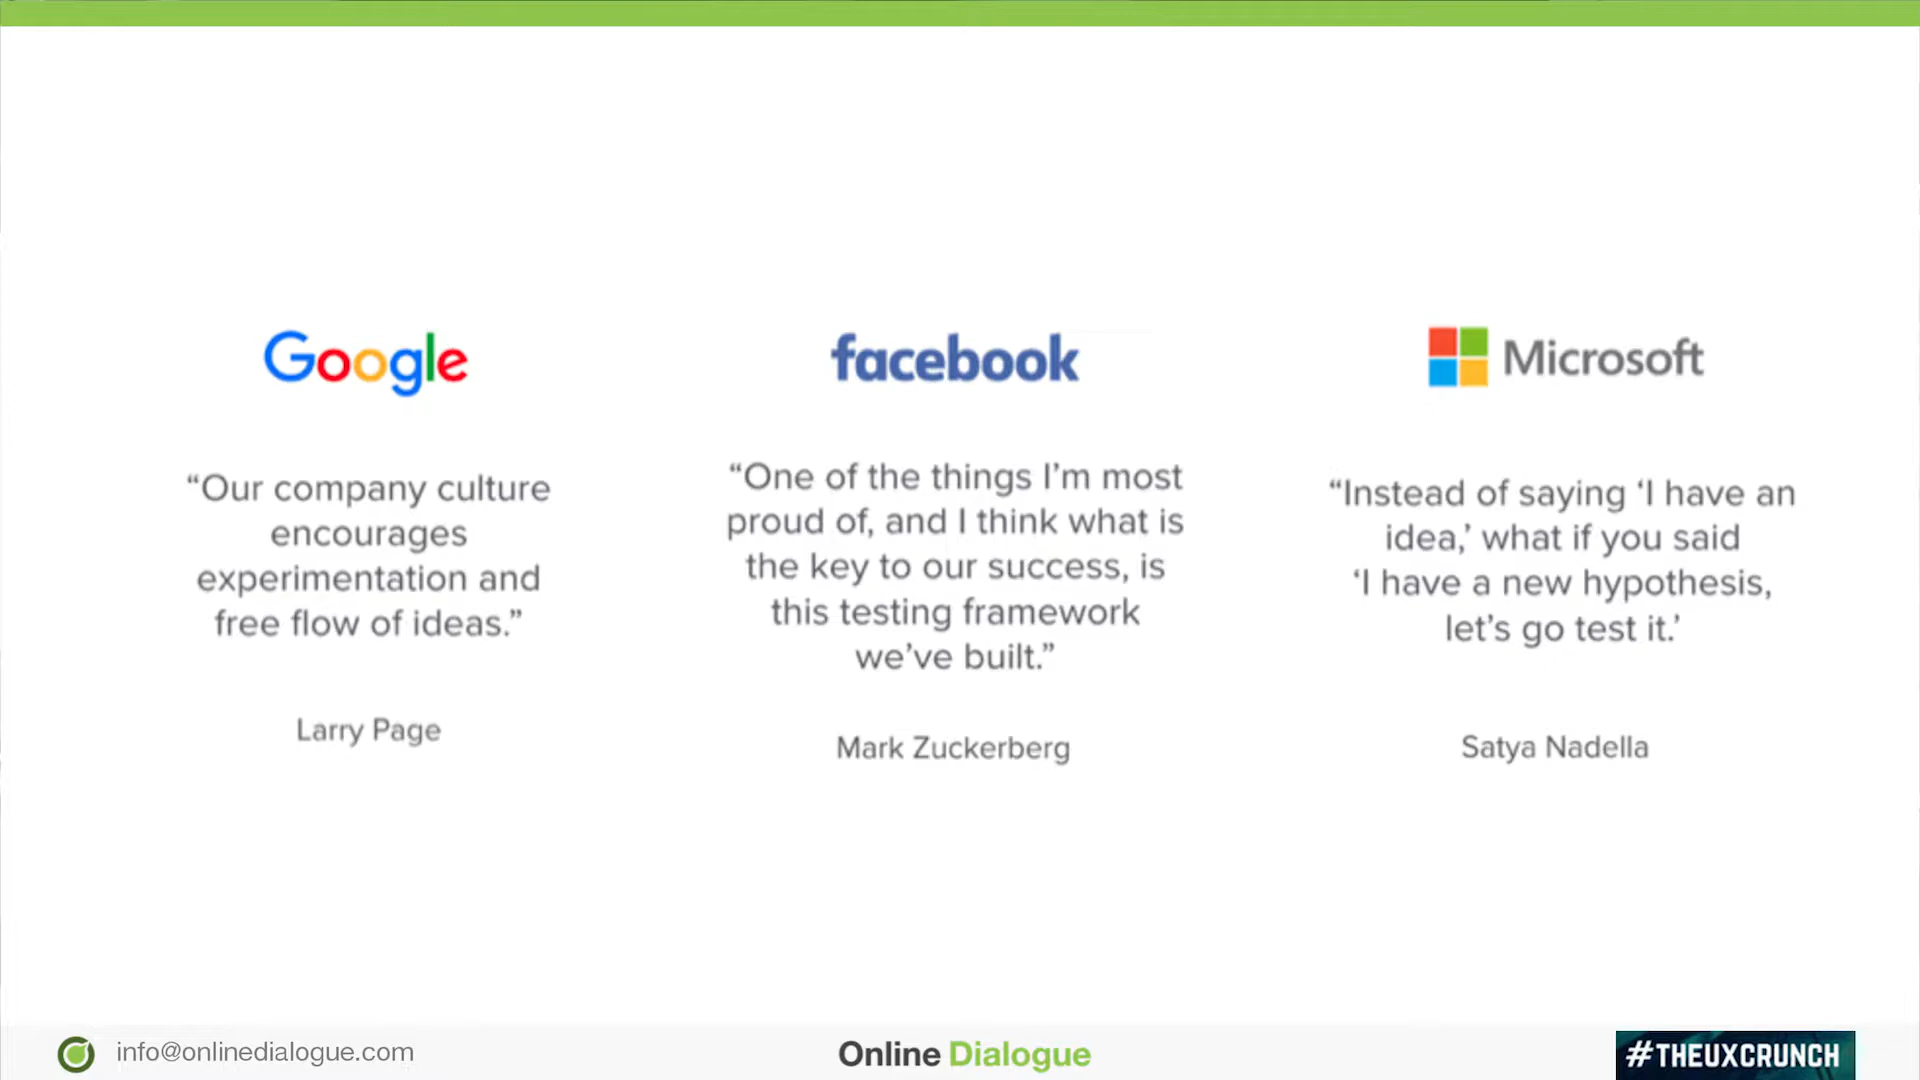 Google
“Our company culture
encourages
experimentation and
free flow of ideas.”
Larry Page
facebook
“One of the things I’m most
proud of, and I think what is
the key to our success, is
this testing framework
we’ve built.”
Mark Zuckerberg
Microsoft
“Instead of saying ‘I have an
idea,’ what if you said
‘I have a new hypothesis,
let’s go test it.’
Satya Nadella
info@onlinedialogue.com
Online Dialogue
#THEUXCRUNCH